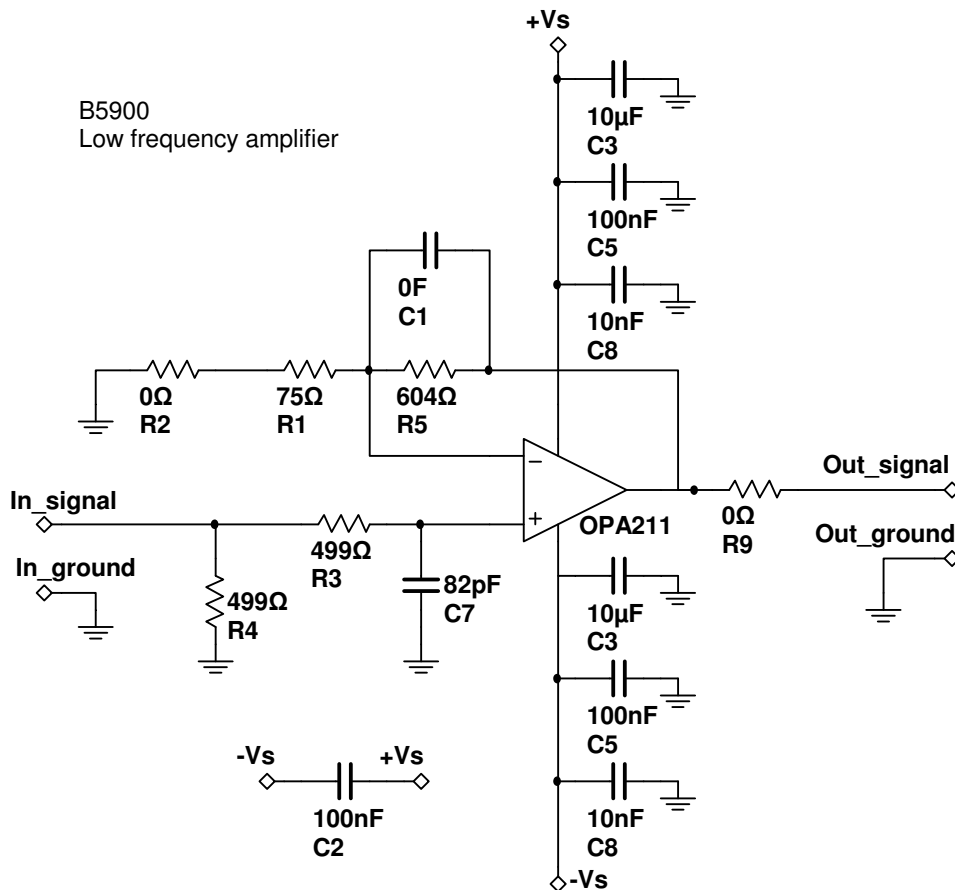 +Vs
B5900
Low frequency amplifier
10µF
C3
100nF
C5
10nF
C8
0F
C1
0Ω
R2
75Ω
R1
604Ω
R5
−
+
OPA211
In_signal
In_ground
499Ω
R3
499Ω
R4
82pF
C7
0Ω
R9
Out_signal
Out_ground
10µF
C3
100nF
C5
10nF
C8
-Vs
+Vs
100nF
C2
-Vs